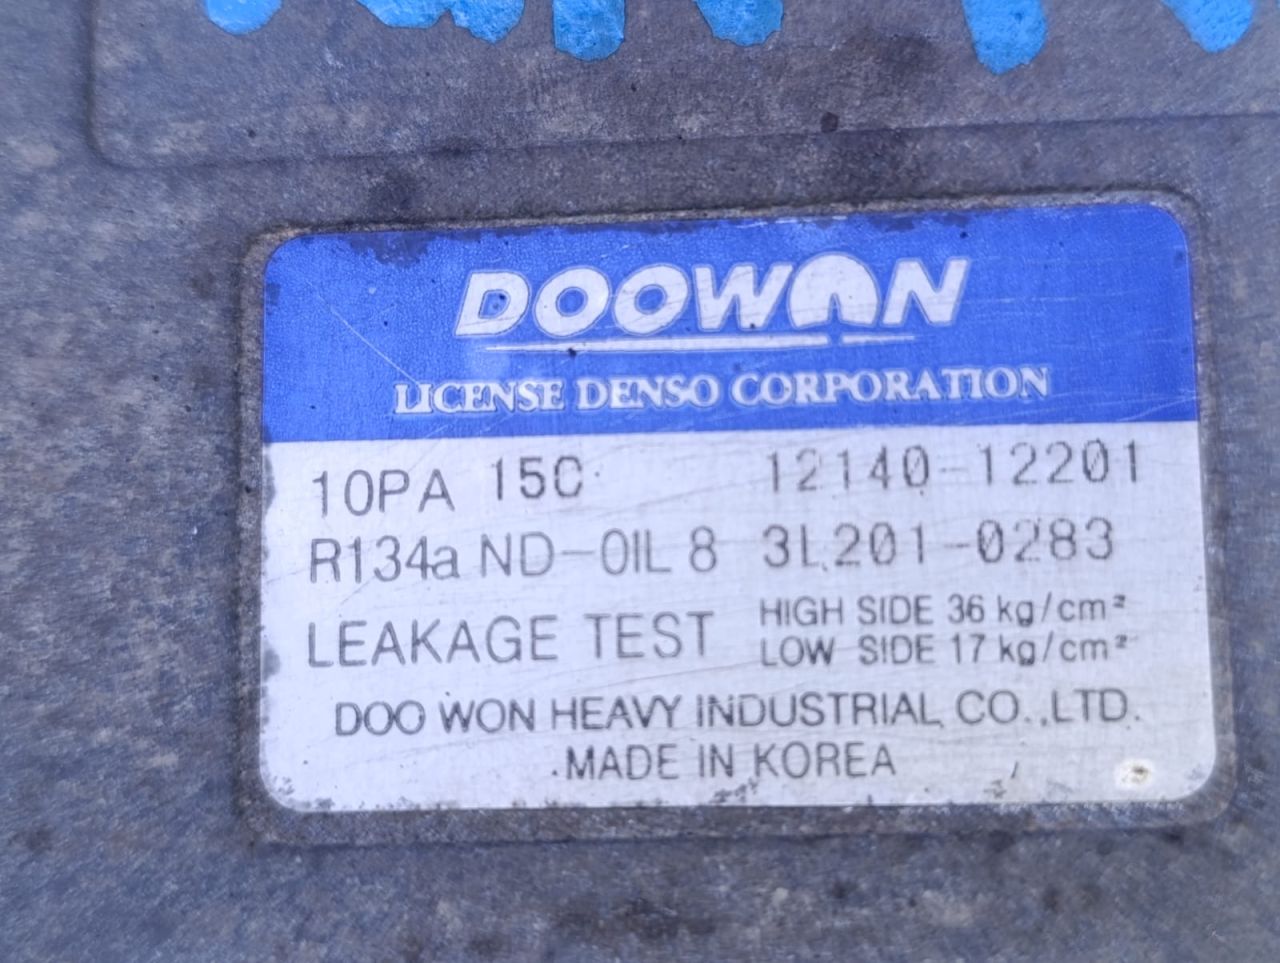 DOOWON
LICENSE DENSO CORPORATION
10PA 15C 12140-12201
R134a ND-OIL 8 3L201-0283
LEAKAGE TEST HIGH SIDE 36 kg/cm²
LOW SIDE 17 kg/cm²
DOO WON HEAVY INDUSTRIAL CO.,LTD.
MADE IN KOREA